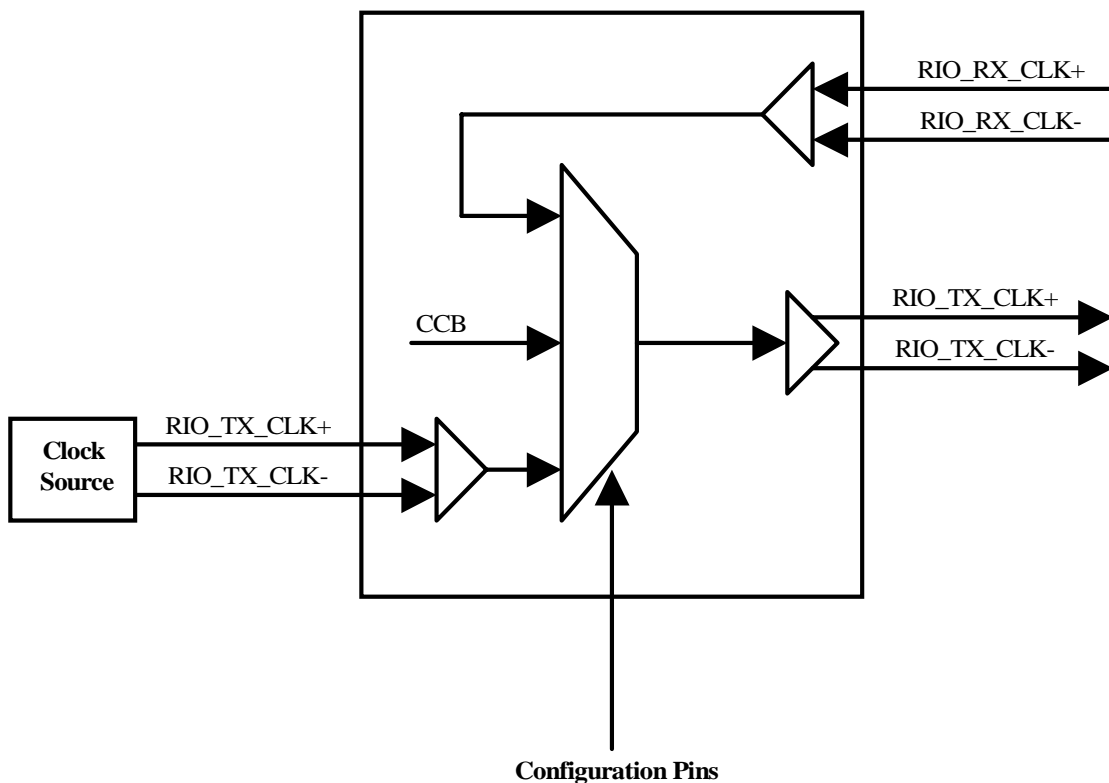 RIO_RX_CLK+
RIO_RX_CLK-
RIO_TX_CLK+
CCB
RIO_TX_CLK-
RIO_TX_CLK+
Clock
Source
RIO_TX_CLK-
Configuration Pins